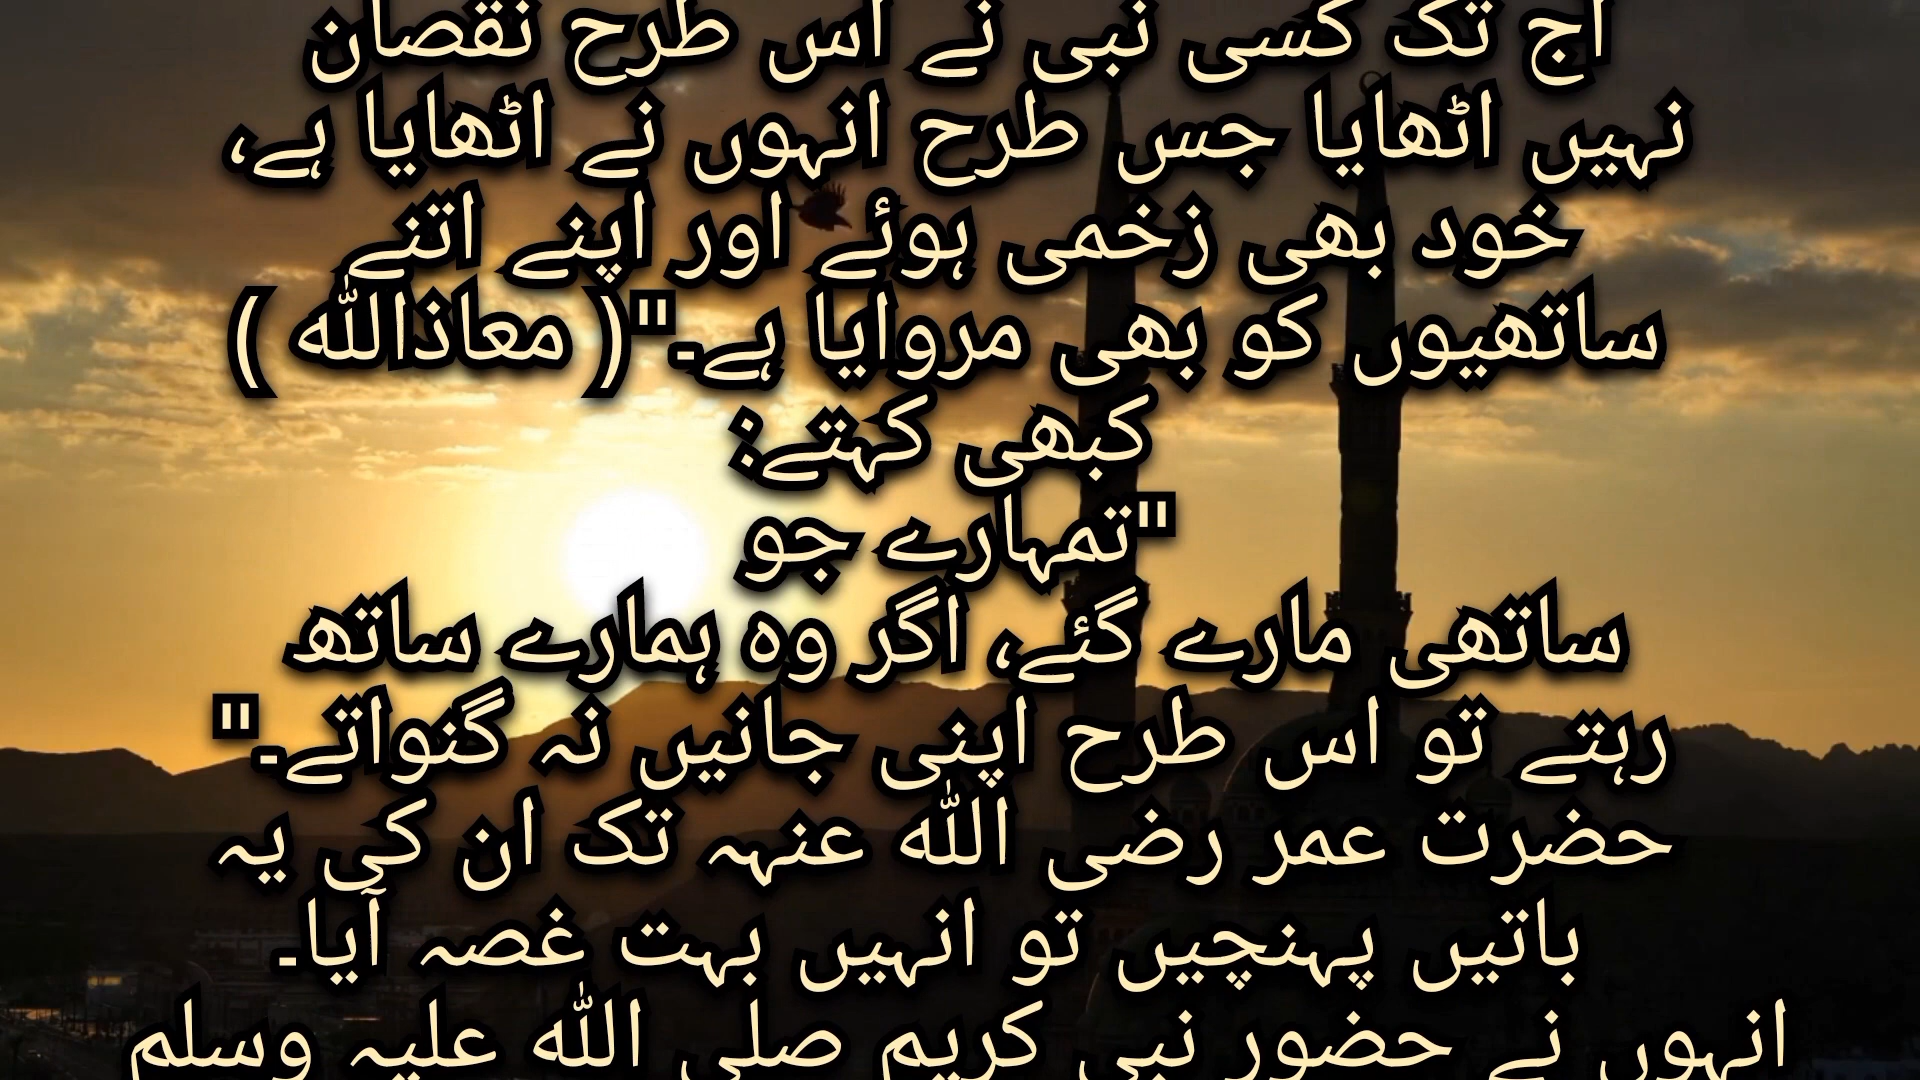 آج تک کسی نبی نے اس طرح نقصان
نہیں اٹھایا جس طرح انہوں نے اٹھایا ہے،
خود بھی زخمی ہوئے اور اپنے اتنے
ساتھیوں کو بھی مروایا ہے۔"( معاذاللہ )
کبھی کہتے:
"تمہارے جو
ساتھی مارے گئے، اگر وہ ہمارے ساتھ
رہتے تو اس طرح اپنی جانیں نہ گنواتے۔"
حضرت عمر رضی اللہ عنہہ تک ان کی یہ
باتیں پہنچیں تو انہیں بہت غصہ آیا۔
انہوں نے حضور نبی کریم صلی اللہ علیہ وسلم